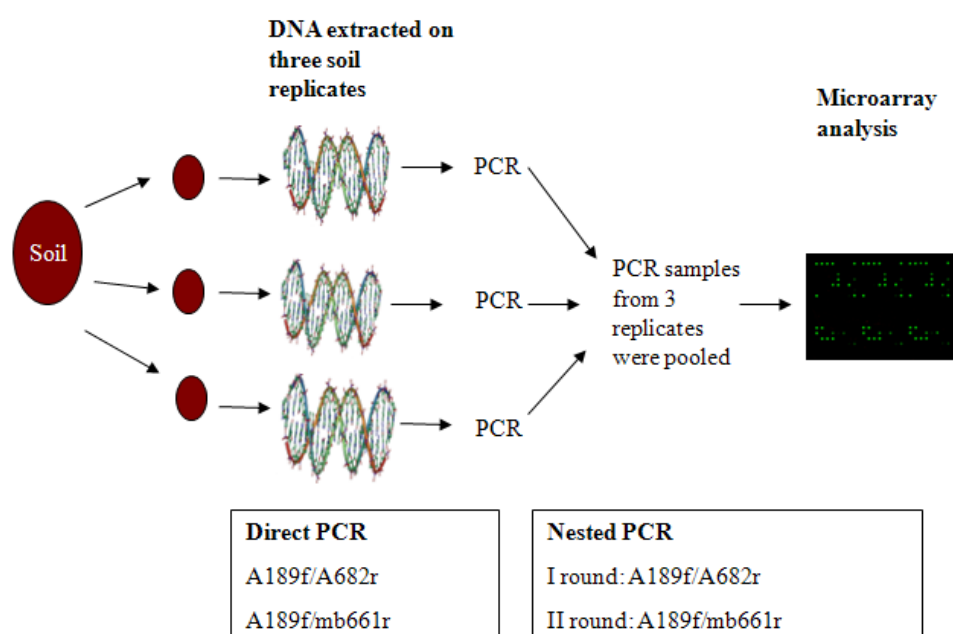 DNA extracted on
three soil
replicates
Microarray
analysis
Soil
PCR
PCR
PCR
PCR samples
from 3
replicates
were pooled
Direct PCR
A189f/A682r
A189f/mb661r
Nested PCR
I round: A189f/A682r
II round: A189f/mb661r